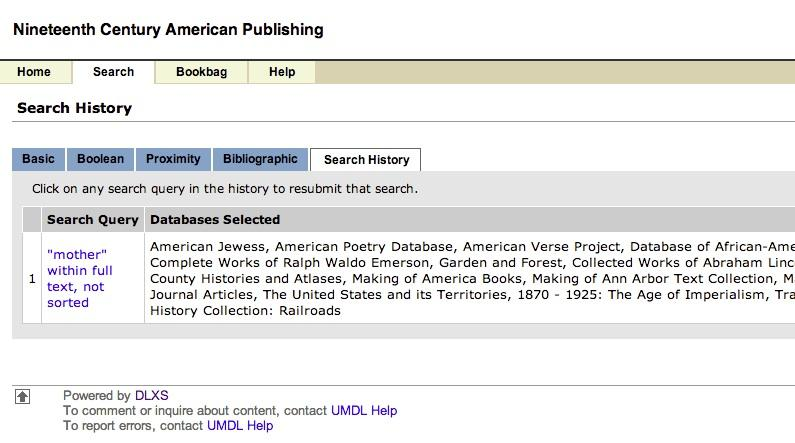 Nineteenth Century American Publishing
Home Search Bookbag Help
Search History
Basic Boolean Proximity Bibliographic Search History
Click on any search query in the history to resubmit that search.
Search Query Databases Selected
1
"mother"
within full
text, not
sorted
American Jewess, American Poetry Database, American Verse Project, Database of
Complete Works of Ralph Waldo Emerson, Garden and Forest, Collected Works of Abraham
County Histories and Atlases, Making of America Books, Making of Ann Arbor Text Collection,
Journal Articles, The United States and its Territories, 1870 - 1925: The Age of Imperialism,
History Collection: Railroads
Powered by DLXS
To comment or inquire about content, contact UMDL Help
To report errors, contact UMDL Help